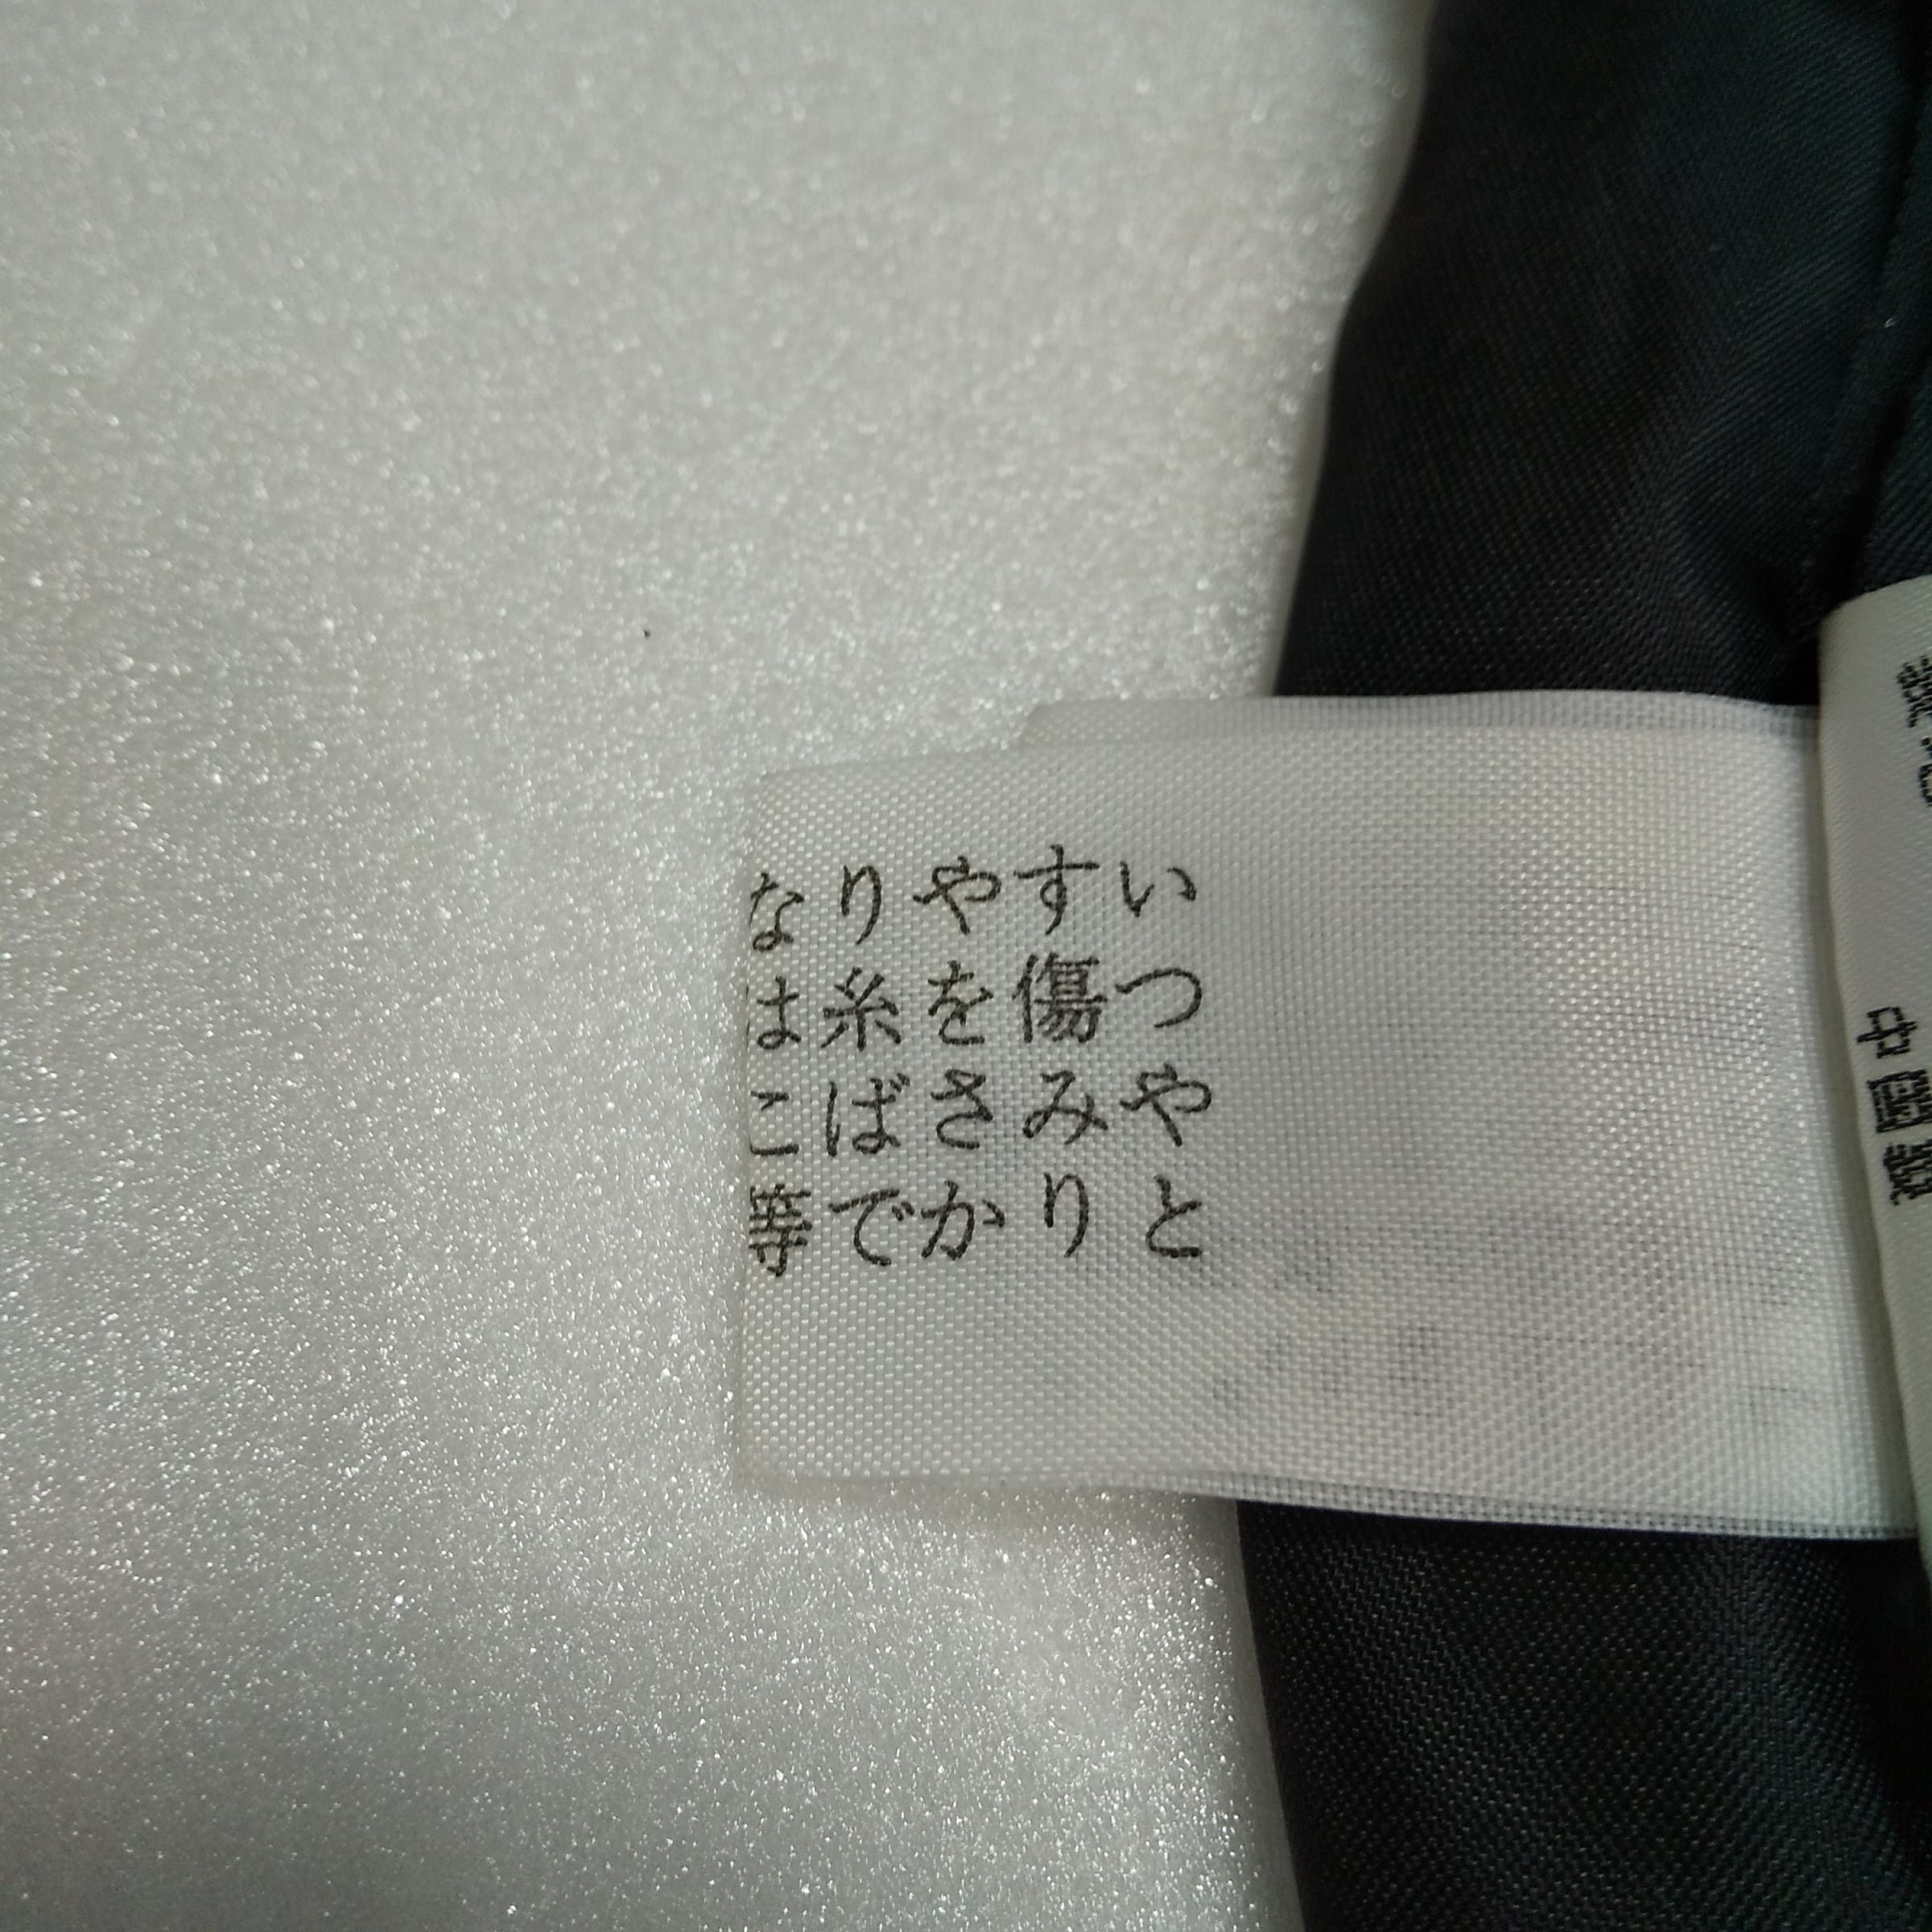 なりやすい
は糸を傷つ
こばさみや
等でかりと
中国製